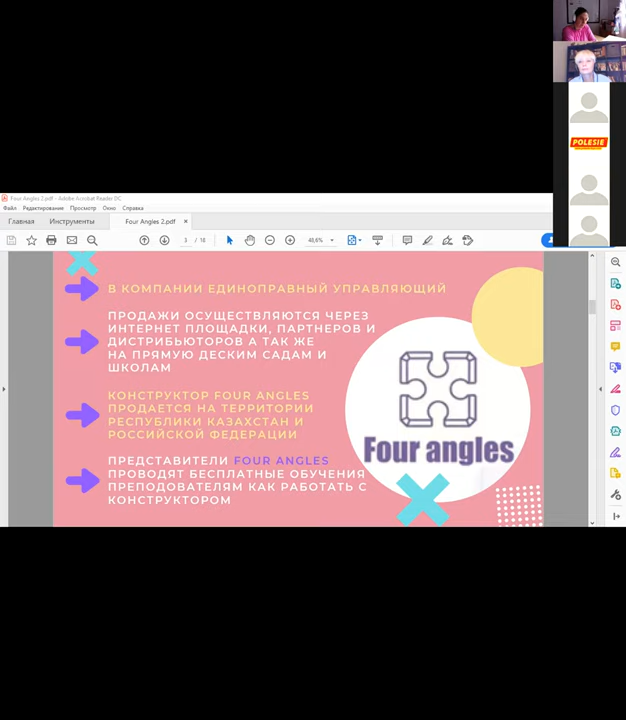 POLESIE
Four Angles 2.pdf - Adobe Acrobat Reader DC
Файл Редактирование Просмотр Окно Справка
Главная Инструменты Four Angles 2.pdf ×
3 / 18 48,6%
В КОМПАНИИ ЕДИНОПРАВНЫЙ УПРАВЛЯЮЩИЙ
ПРОДАЖИ ОСУЩЕСТВЛЯЮТСЯ ЧЕРЕЗ
ИНТЕРНЕТ ПЛОЩАДКИ, ПАРТНЕРОВ И
ДИСТРИБЬЮТОРОВ А ТАК ЖЕ
НА ПРЯМУЮ ДЕСКИМ САДАМ И
ШКОЛАМ
КОНСТРУКТОР FOUR ANGLES
ПРОДАЕТСЯ НА ТЕРРИТОРИИ
РЕСПУБЛИКИ КАЗАХСТАН И
РОССИЙСКОЙ ФЕДЕРАЦИИ
ПРЕДСТАВИТЕЛИ FOUR ANGLES
ПРОВОДЯТ БЕСПЛАТНЫЕ ОБУЧЕНИЯ
ПРЕПОДОВАТЕЛЯМ КАК РАБОТАТЬ С
КОНСТРУКТОРОМ
Four angles